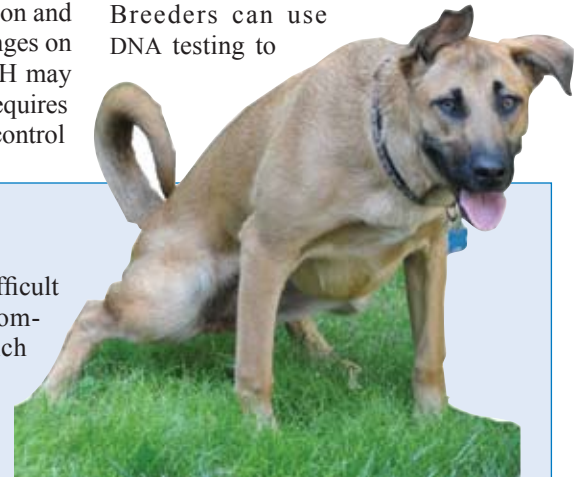 on and
nges on
H may
equires
control
Breeders can use
DNA testing to
fficult
om-
ch